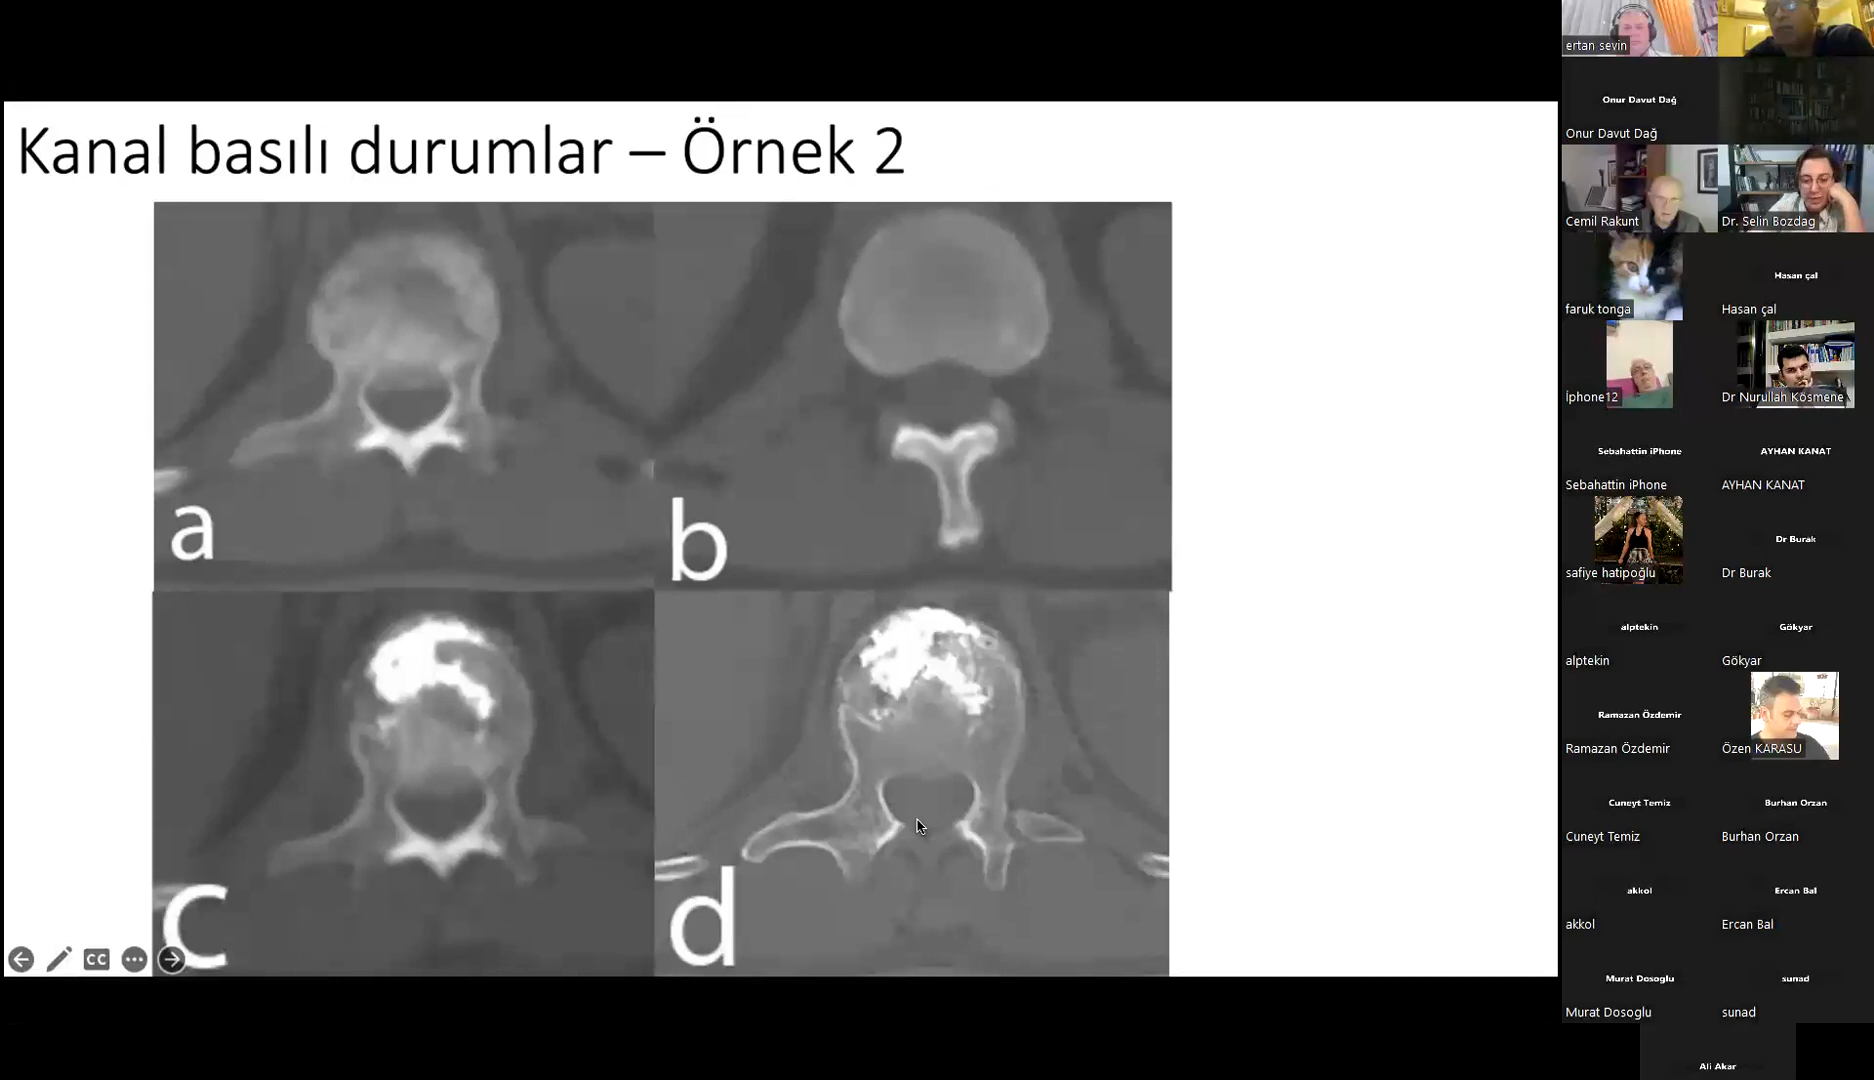 Kanal basılı durumlar – Örnek 2
a
b
c
d
CC
ertan sevin
Onur Davut Dağ
Onur Davut Dağ
Cemil Rakunt
Dr. Selin Bozdag
faruk tonga
Hasan çal
Hasan çal
İphone12
Dr Nurullah Kösmene
Sebahattin iPhone
AYHAN KANAT
Sebahattin iPhone
AYHAN KANAT
safiye hatipoğlu
Dr Burak
Dr Burak
alptekin
Gökyar
alptekin
Gökyar
Ramazan Özdemir
Ramazan Özdemir
Özen KARASU
Cuneyt Temiz
Burhan Orzan
Cuneyt Temiz
Burhan Orzan
akkol
Ercan Bal
akkol
Ercan Bal
Murat Dosoglu
sunad
Murat Dosoglu
sunad
Ali Akar